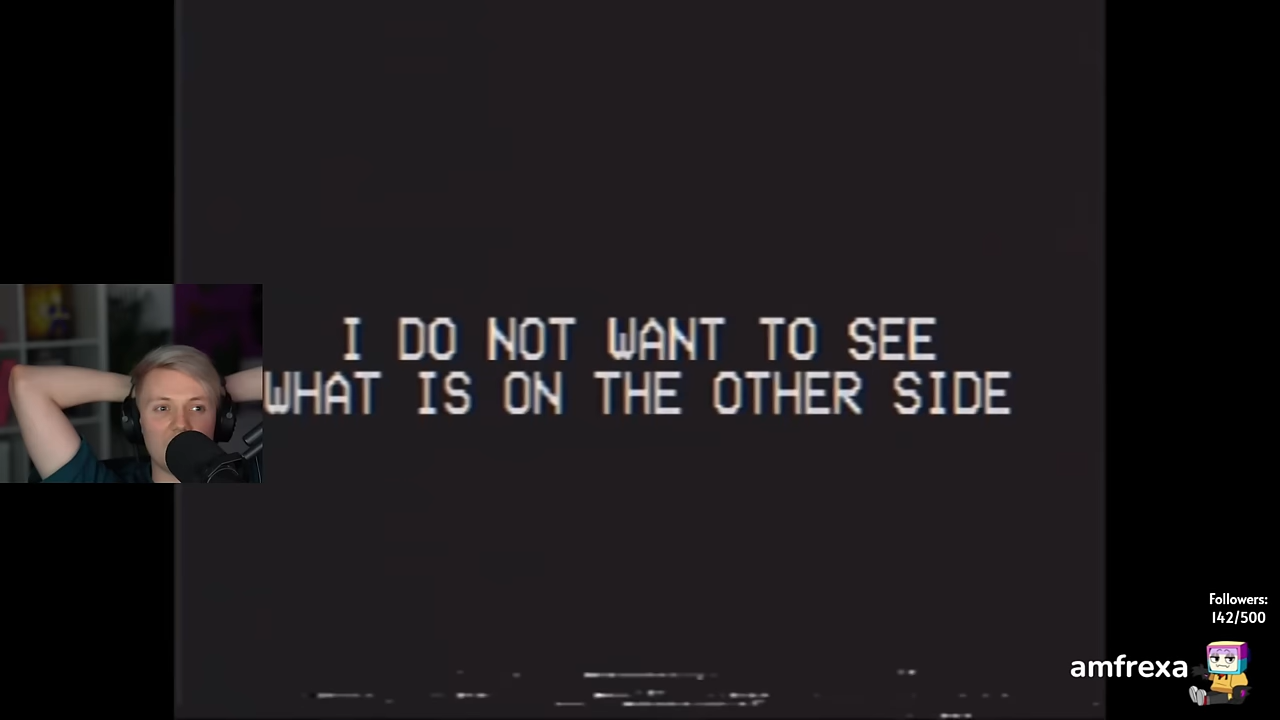 I DO NOT WANT TO SEE
WHAT IS ON THE OTHER SIDE
Followers:
142/500
amfrexa